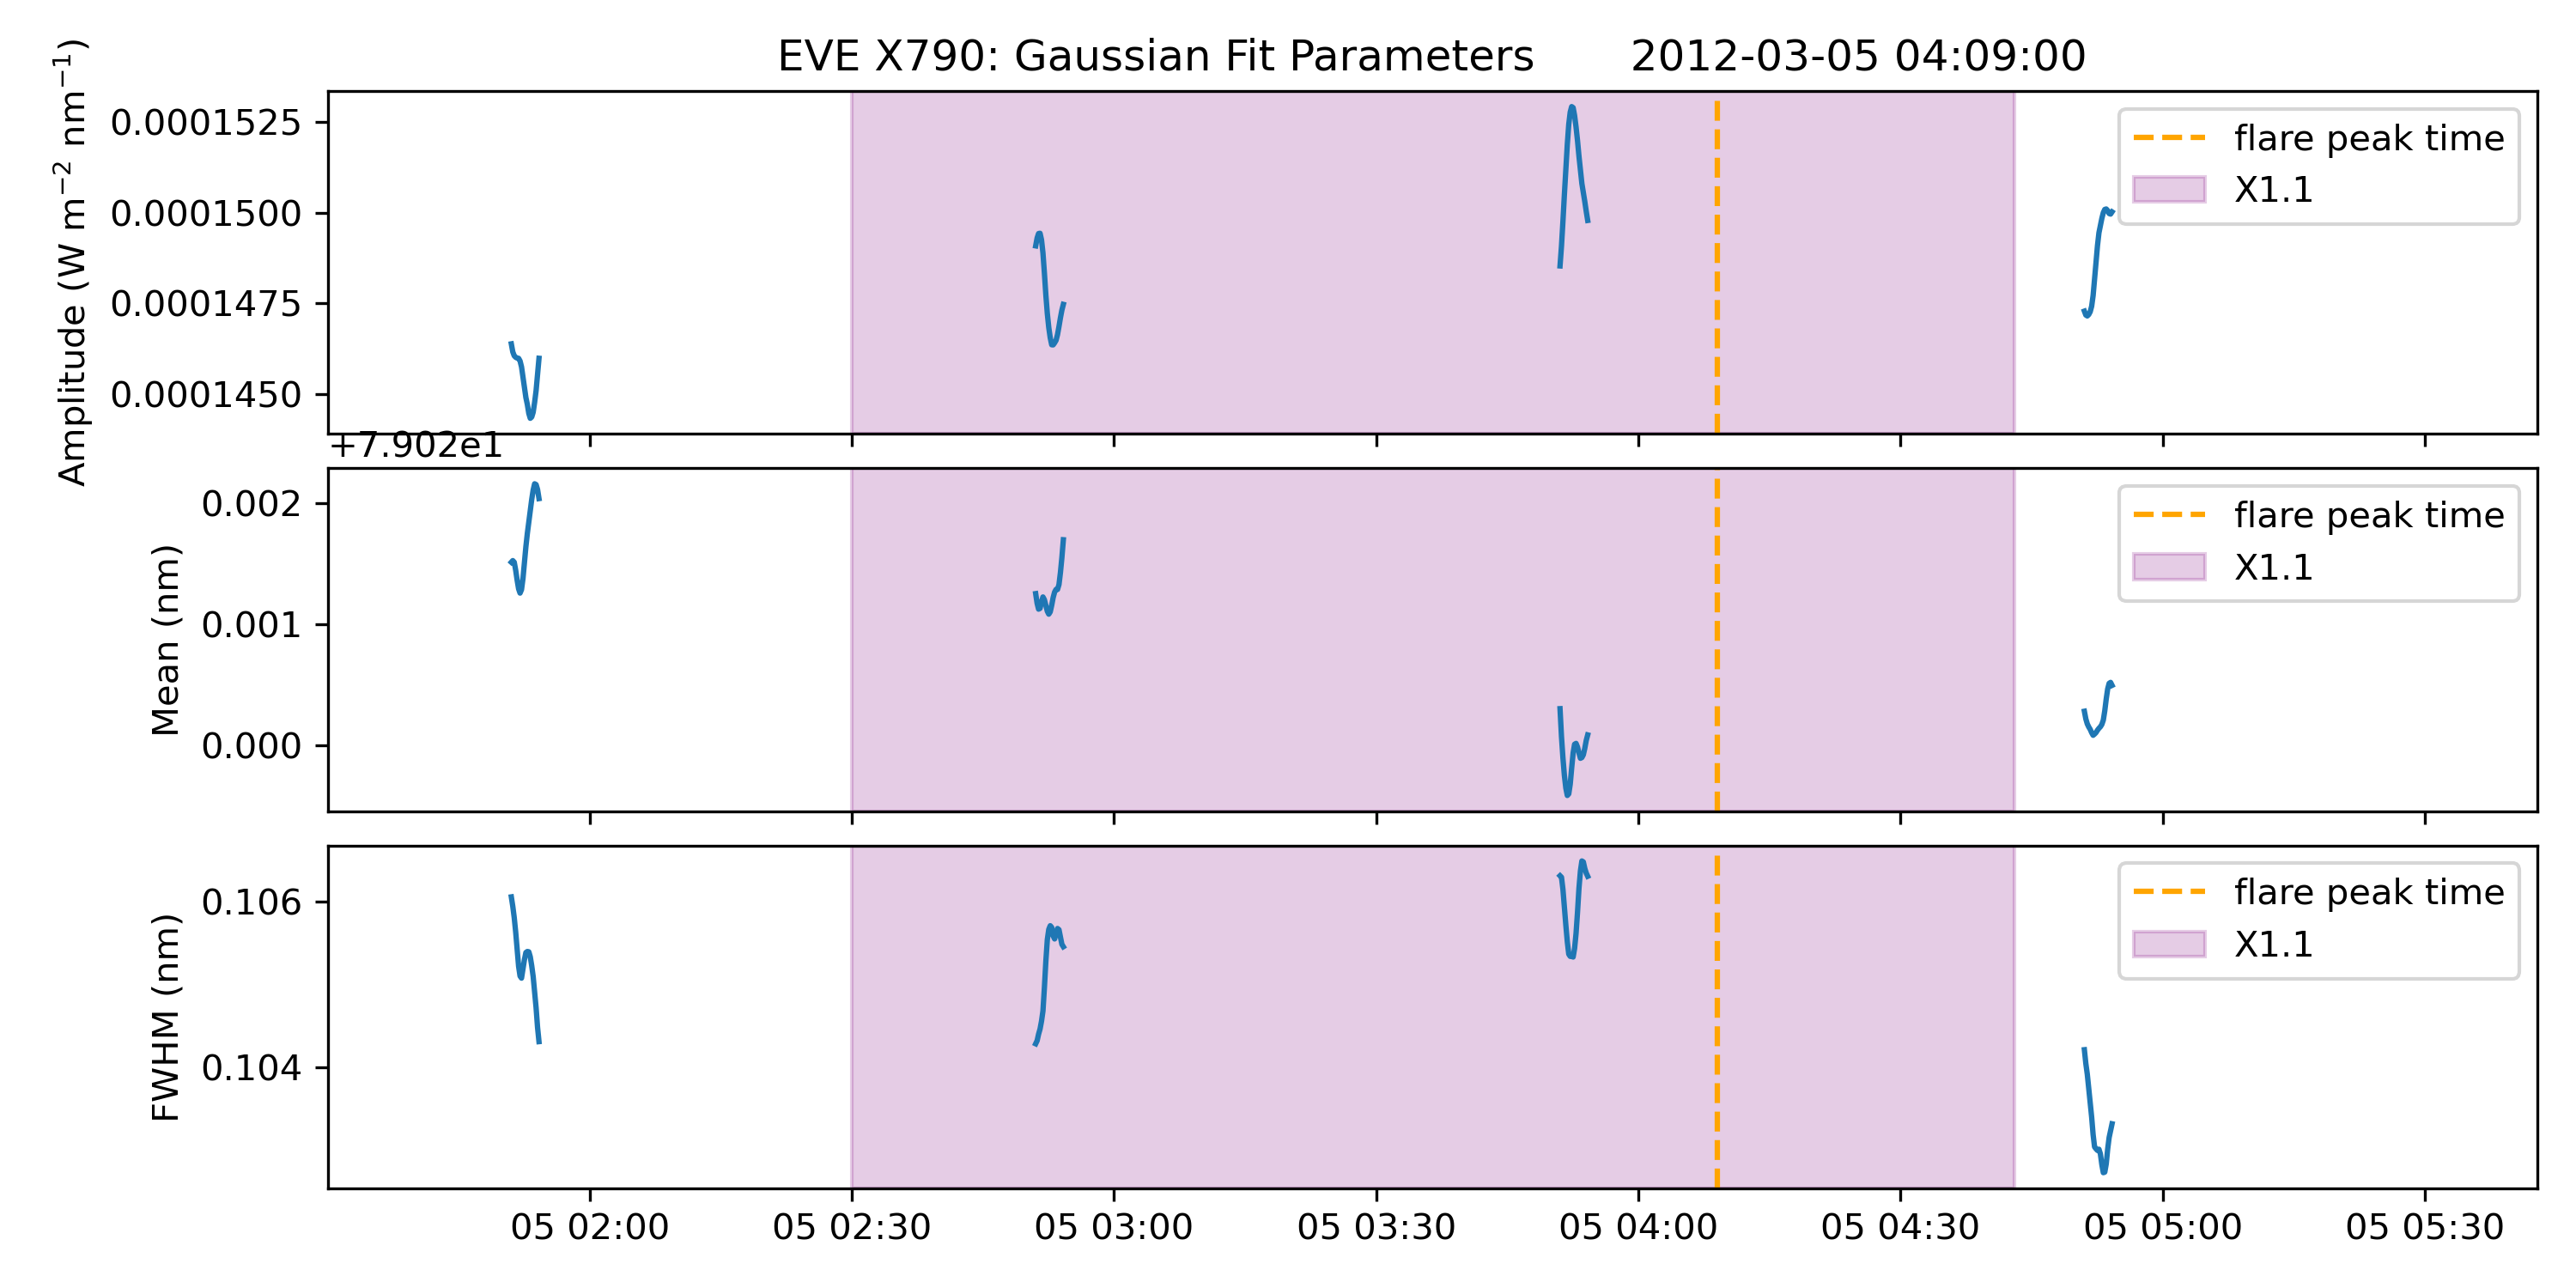 EVE X790: Gaussian Fit Parameters 2012-03-05 04:09:00
Amplitude (W m⁻² nm⁻¹)
0.0001525
0.0001500
0.0001475
0.0001450
flare peak time
X1.1
+7.902e1
Mean (nm)
0.002
0.001
0.000
flare peak time
X1.1
FWHM (nm)
0.106
0.104
flare peak time
X1.1
05 02:00 05 02:30 05 03:00 05 03:30 05 04:00 05 04:30 05 05:00 05 05:30